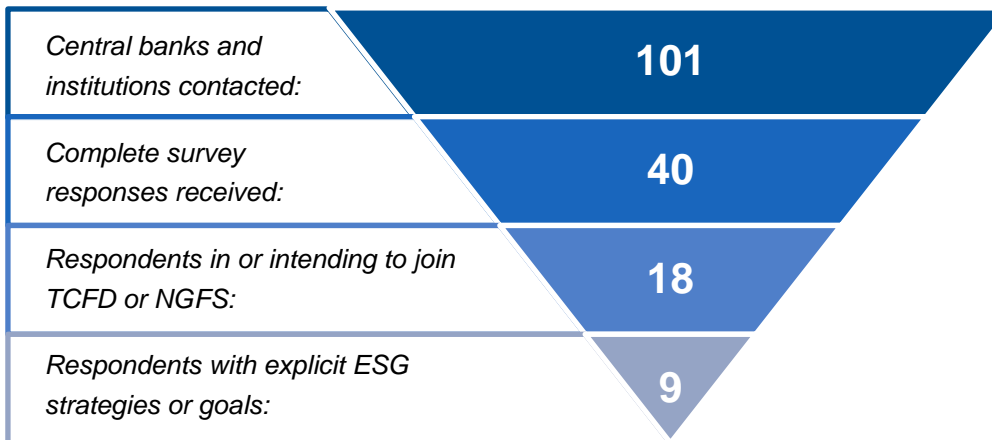 Central banks and
institutions contacted:
101
Complete survey
responses received:
40
Respondents in or intending to join
TCFD or NGFS:
18
Respondents with explicit ESG
strategies or goals:
9